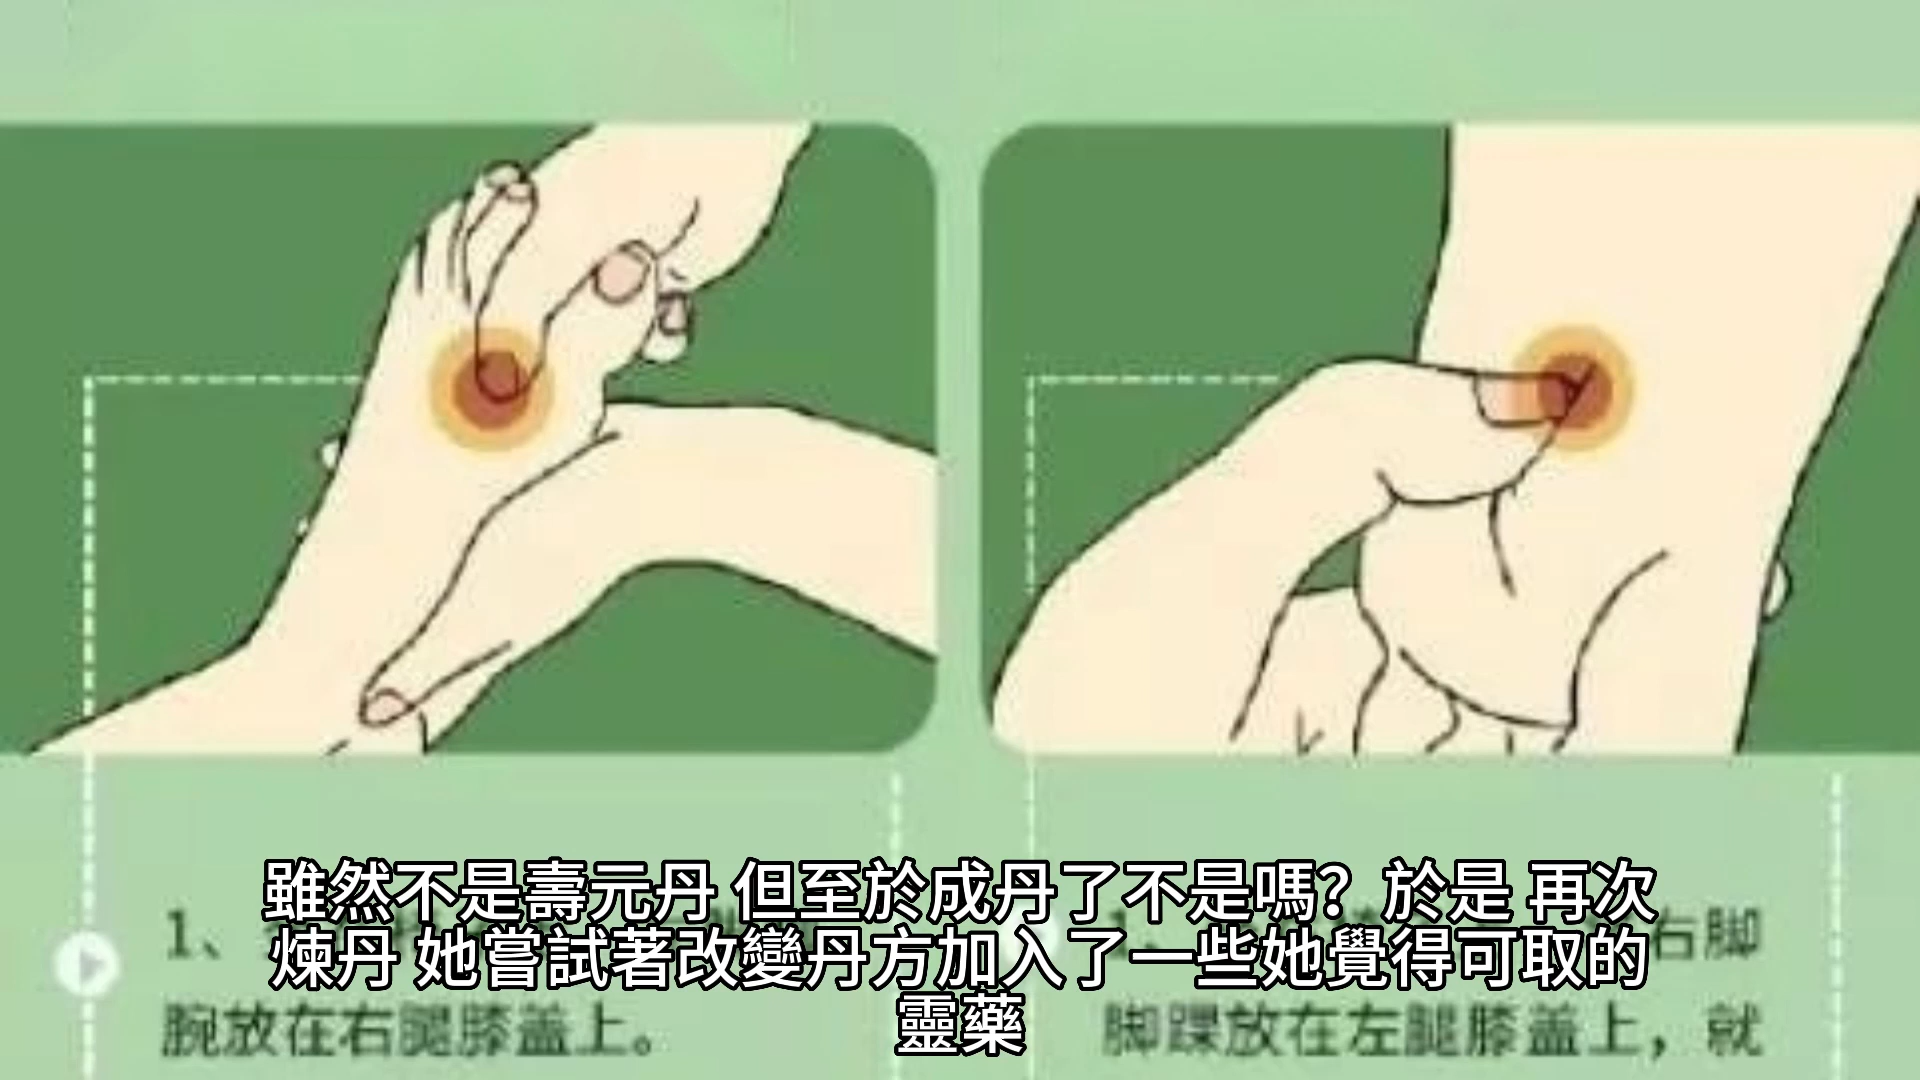 雖然不是壽元丹 但至於成丹了不是嗎？於是 再次
煉丹 她嘗試著改變丹方加入了一些她覺得可取的
靈藥
1、
腕放在右腿膝蓋上。
右脚
脚踝放在左腿膝盖上，就